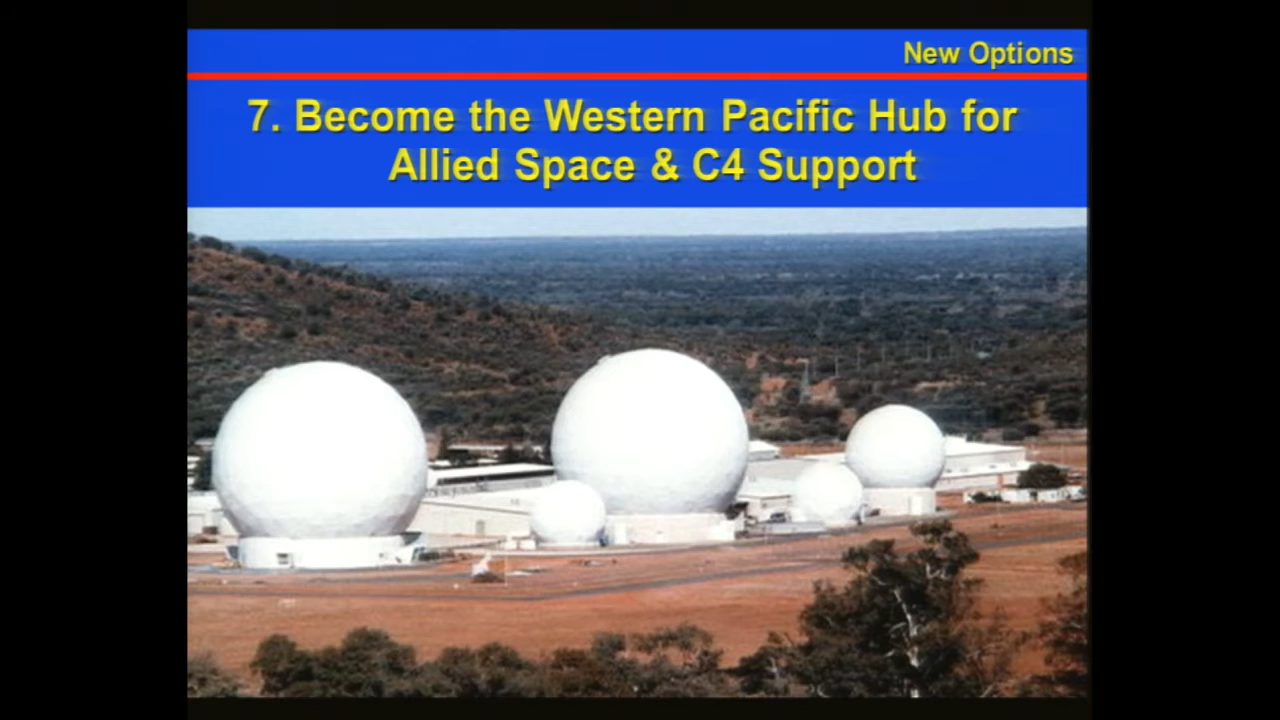 New Options
7. Become the Western Pacific Hub for
Allied Space & C4 Support